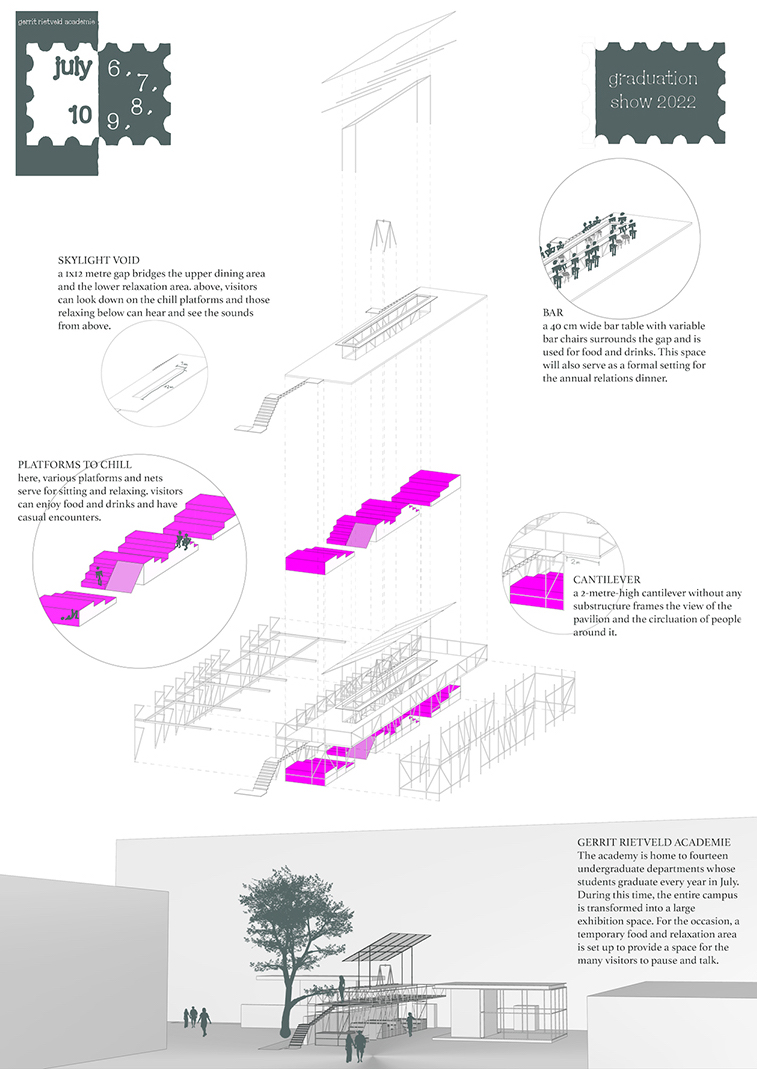 gerrit rietveld academie
july
10
6,
7,
8,
9,
graduation
show 2022
SKYLIGHT VOID
a 1x12 metre gap bridges the upper dining area
and the lower relaxation area. above, visitors
can look down on the chill platforms and those
relaxing below can hear and see the sounds
from above.
BAR
a 40 cm wide bar table with variable
bar chairs surrounds the gap and is
used for food and drinks. This space
will also serve as a formal setting for
the annual relations dinner.
PLATFORMS TO CHILL
here, various platforms and nets
serve for sitting and relaxing. visitors
can enjoy food and drinks and have
casual encounters.
CANTILEVER
a 2-metre-high cantilever without any
substructure frames the view of the
pavilion and the circluation of people
around it.
GERRIT RIETVELD ACADEMIE
The academy is home to fourteen
undergraduate departments whose
students graduate every year in July.
During this time, the entire campus
is transformed into a large
exhibition space. For the occasion, a
temporary food and relaxation area
is set up to provide a space for the
many visitors to pause and talk.